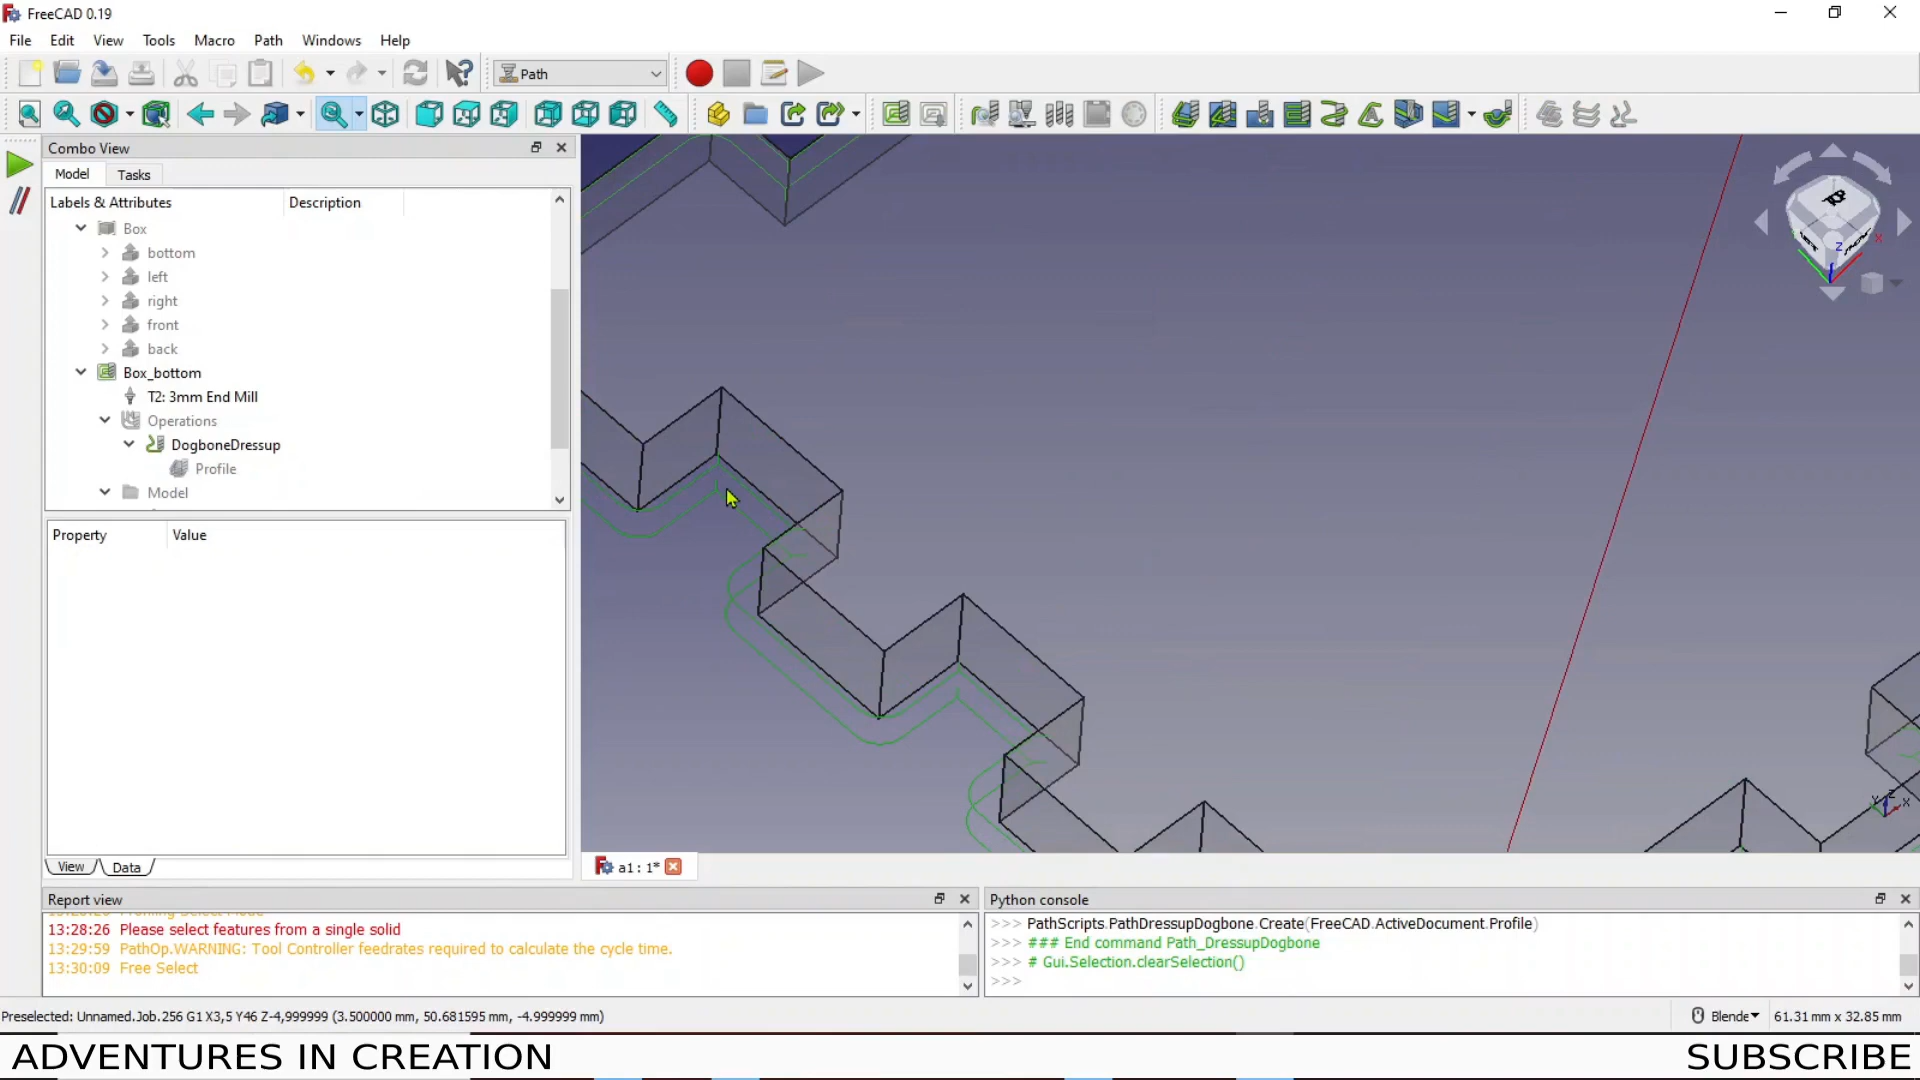 FreeCAD 0.19
File Edit View Tools Macro Path Windows Help
Path
Combo View
Model Tasks
Labels & Attributes Description
Box
bottom
left
right
front
back
Box_bottom
T2: 3mm End Mill
Operations
DogboneDressup
Profile
Model
Property Value
View Data
a1 : 1*
Report view
13:28:26 Please select features from a single solid
13:29:59 PathOp.WARNING: Tool Controller feedrates required to calculate the cycle time.
13:30:09 Free Select
Python console
>>> PathScripts.PathDressupDogbone.Create(FreeCAD.ActiveDocument.Profile)
>>> ### End command Path_DressupDogbone
>>> # Gui.Selection.clearSelection()
>>>
Preselected: Unnamed.Job.256 G1 X3,5 Y46 Z-4,999999 (3.500000 mm, 50.681595 mm, -4.999999 mm)
Blende 61.31 mm x 32.85 mm
ADVENTURES IN CREATION
SUBSCRIBE